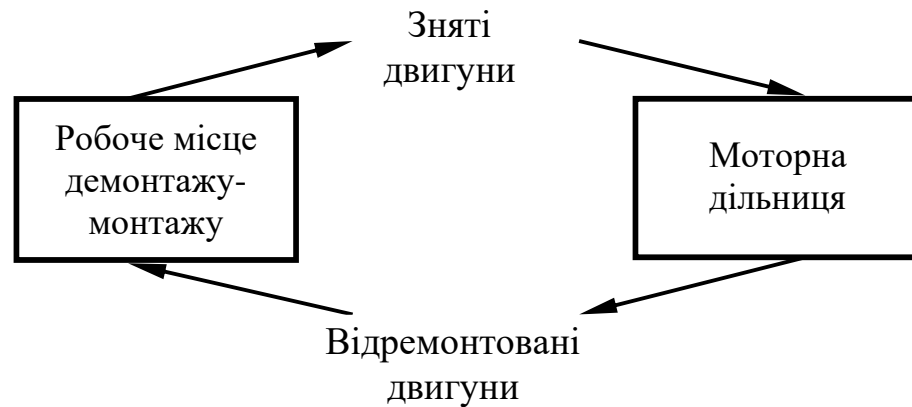 Зняті
двигуни
Робоче місце
демонтажу-
монтажу
Моторна
дільниця
Відремонтовані
двигуни